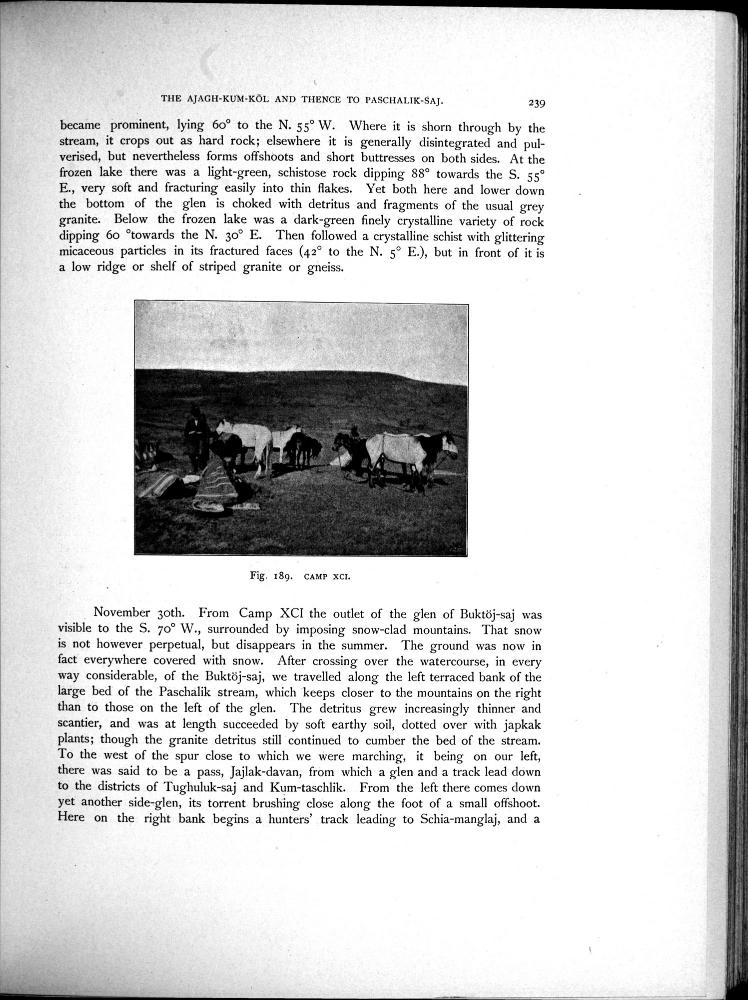 THE AJAGH-KUM-KÖL AND THENCE TO PASCHALIK-SAJ. 239
became prominent, lying 60° to the N. 55° W. Where it is shorn through by the
stream, it crops out as hard rock; elsewhere it is generally disintegrated and pul-
verised, but nevertheless forms offshoots and short buttresses on both sides. At the
frozen lake there was a light-green, schistose rock dipping 88° towards the S. 55°
E., very soft and fracturing easily into thin flakes. Yet both here and lower down
the bottom of the glen is choked with detritus and fragments of the usual grey
granite. Below the frozen lake was a dark-green finely crystalline variety of rock
dipping 60 °towards the N. 30° E. Then followed a crystalline schist with glittering
micaceous particles in its fractured faces (42° to the N. 5° E.), but in front of it is
a low ridge or shelf of striped granite or gneiss.
Fig. 189. CAMP XCI.
November 30th. From Camp XCI the outlet of the glen of Buktöj-saj was
visible to the S. 70° W., surrounded by imposing snow-clad mountains. That snow
is not however perpetual, but disappears in the summer. The ground was now in
fact everywhere covered with snow. After crossing over the watercourse, in every
way considerable, of the Buktöj-saj, we travelled along the left terraced bank of the
large bed of the Paschalik stream, which keeps closer to the mountains on the right
than to those on the left of the glen. The detritus grew increasingly thinner and
scantier, and was at length succeeded by soft earthy soil, dotted over with japkak
plants; though the granite detritus still continued to cumber the bed of the stream.
To the west of the spur close to which we were marching, it being on our left,
there was said to be a pass, Jajlak-davan, from which a glen and a track lead down
to the districts of Tughuluk-saj and Kum-taschlik. From the left there comes down
yet another side-glen, its torrent brushing close along the foot of a small offshoot.
Here on the right bank begins a hunters' track leading to Schia-manglaj, and a